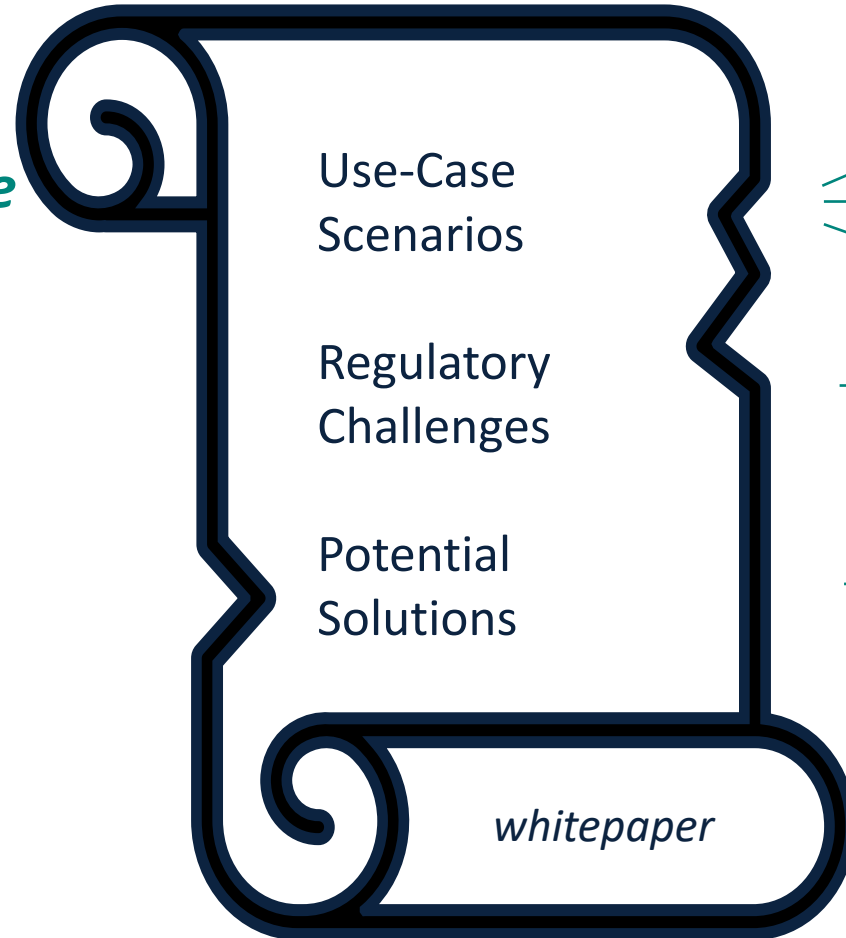 e
Use-Case
Scenarios
Regulatory
Challenges
Potential
Solutions
whitepaper